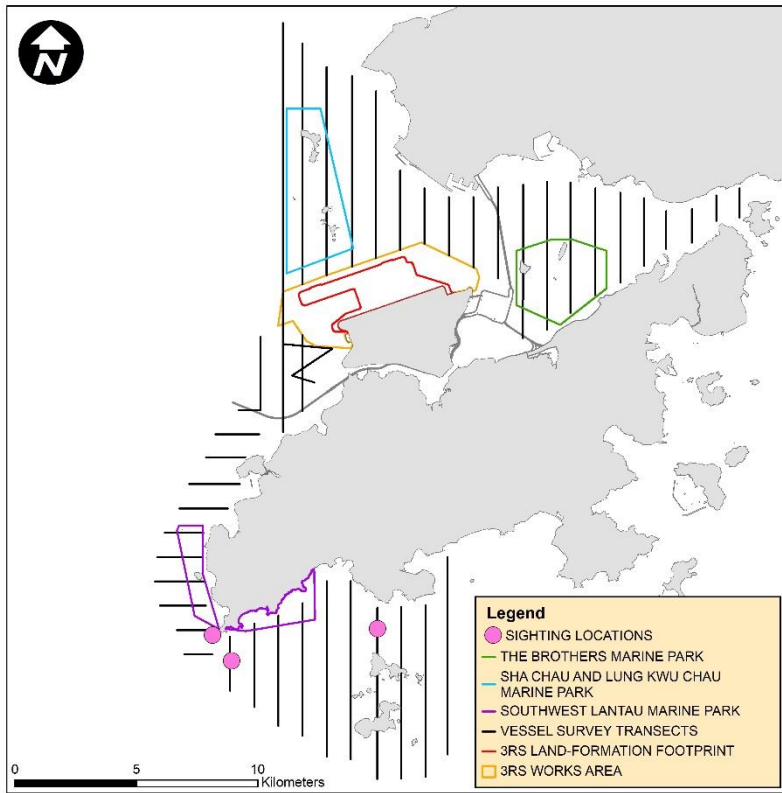 N
Legend
SIGHTING LOCATIONS
THE BROTHERS MARINE PARK
SHA CHAU AND LUNG KWU CHAU
MARINE PARK
SOUTHWEST LANTAU MARINE PARK
VESSEL SURVEY TRANSECTS
3RS LAND-FORMATION FOOTPRINT
3RS WORKS AREA
0 5 10
Kilometers